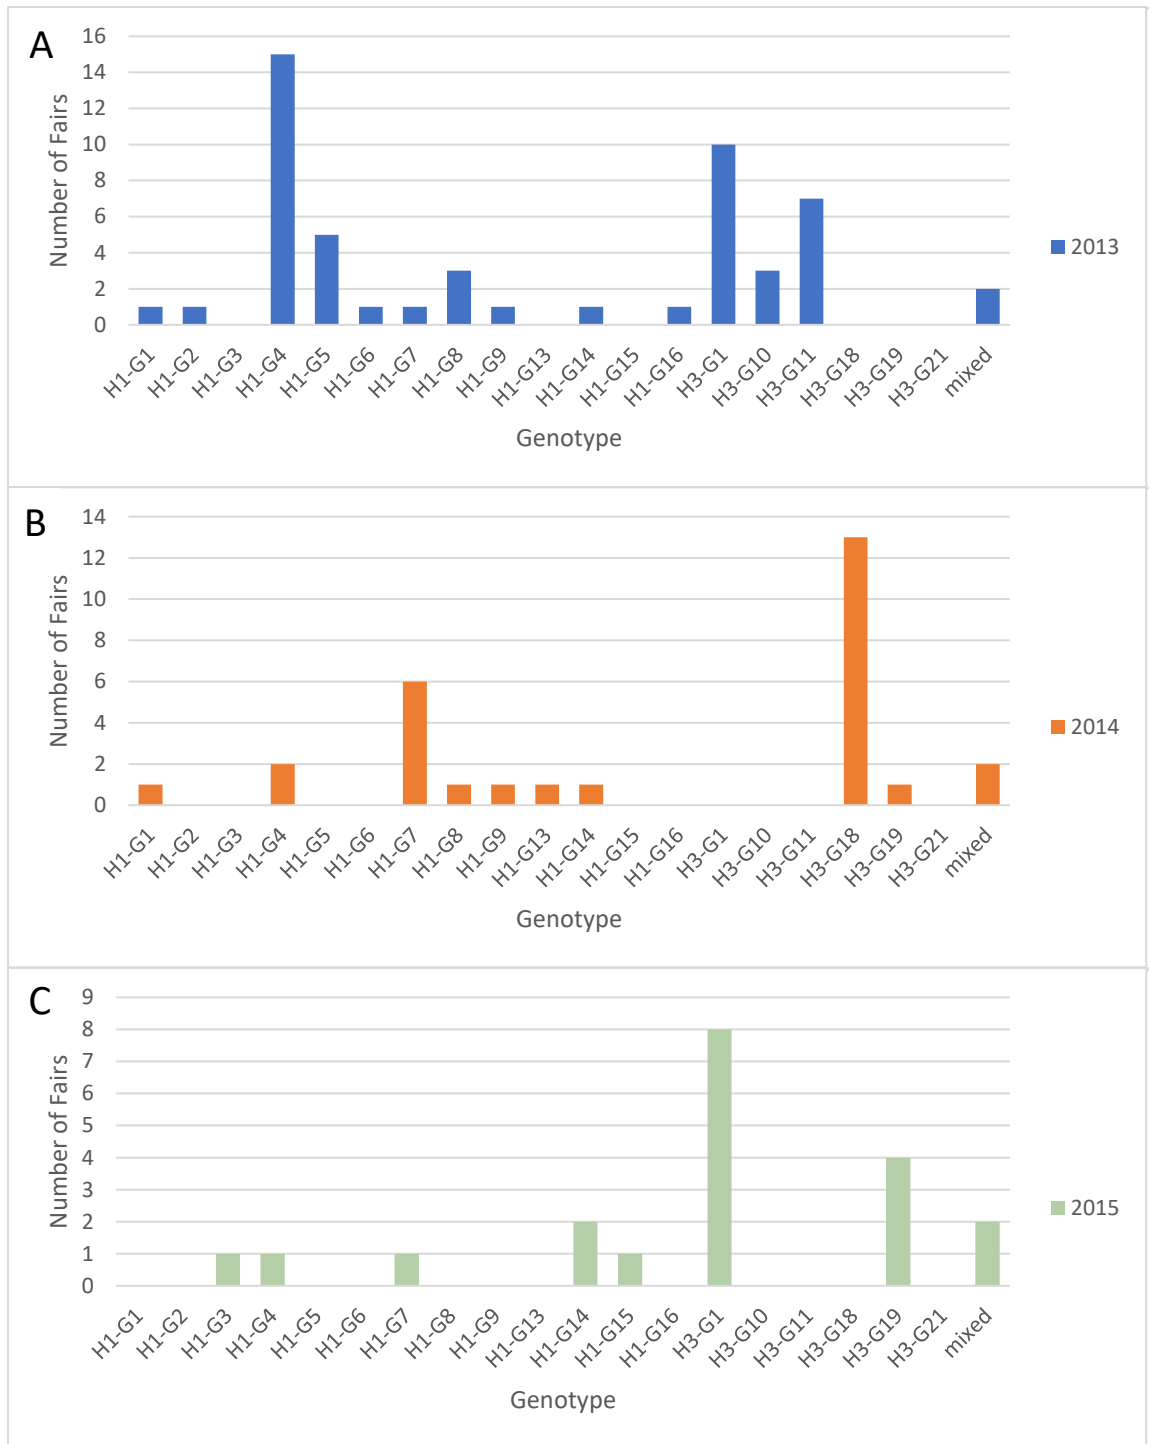 A
16
14
12
10
8
6
4
2
0
Number of Fairs
H1-G1
H1-G2
H1-G3
H1-G4
H1-G5
H1-G6
H1-G7
H1-G8
H1-G9
H1-G13
H1-G14
H1-G15
H1-G16
H3-G1
H3-G10
H3-G11
H3-G18
H3-G19
H3-G21
mixed
Genotype
2013
B
14
12
10
8
6
4
2
0
Number of Fairs
H1-G1
H1-G2
H1-G3
H1-G4
H1-G5
H1-G6
H1-G7
H1-G8
H1-G9
H1-G13
H1-G14
H1-G15
H1-G16
H3-G1
H3-G10
H3-G11
H3-G18
H3-G19
H3-G21
mixed
Genotype
2014
C
9
8
7
6
5
4
3
2
1
0
Number of Fairs
H1-G1
H1-G2
H1-G3
H1-G4
H1-G5
H1-G6
H1-G7
H1-G8
H1-G9
H1-G13
H1-G14
H1-G15
H1-G16
H3-G1
H3-G10
H3-G11
H3-G18
H3-G19
H3-G21
mixed
Genotype
2015